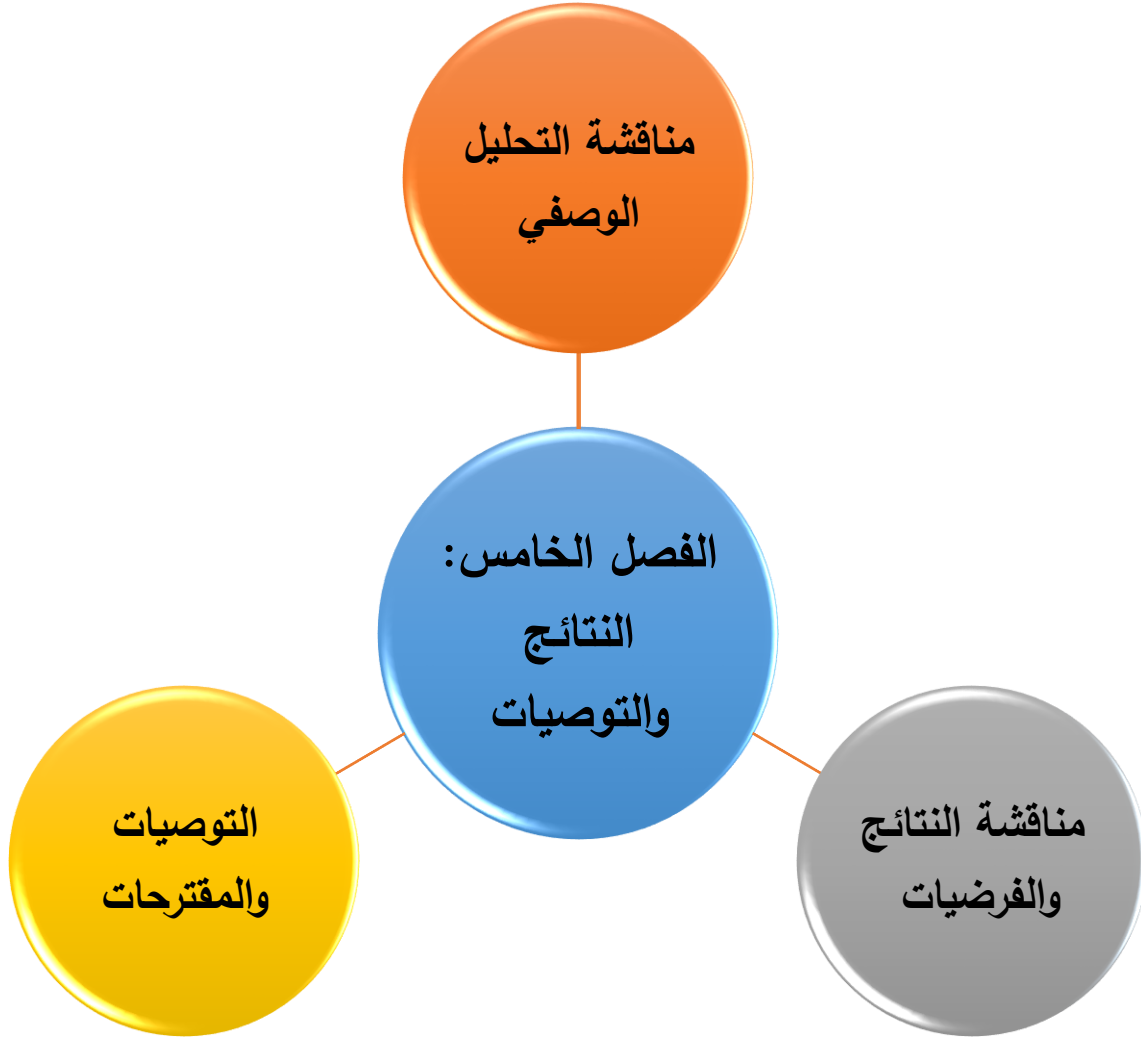 مناقشة التحليل
الوصفي
الفصل الخامس:
النتائج
والتوصيات
مناقشة النتائج
والفرضيات
التوصيات
والمقترحات